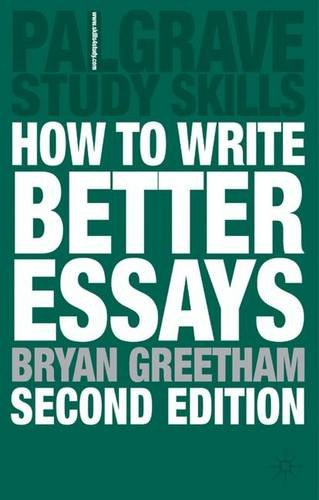 PALGRAVE
www.skills4study.com
STUDY SKILLS
HOW TO WRITE
BETTER
ESSAYS
BRYAN GREETHAM
SECOND EDITION